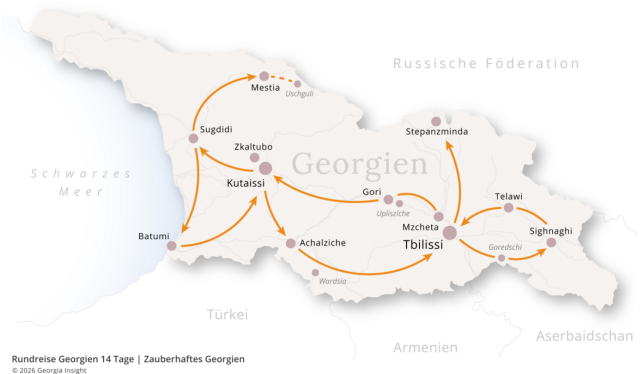 Russische Föderation
Mestia
Uschguli
Sugdidi
Stepanzminda
Zkaltubo
Georgien
Schwarzes
Meer
Kutaissi
Gori
Uplisziche
Telawi
Mzcheta
Tbilissi
Sighnaghi
Batumi
Achalziche
Garedschi
Wardsia
Türkei
Armenien
Aserbaidschan
Rundreise Georgien 14 Tage | Zauberhaftes Georgien
© 2026 Georgia Insight